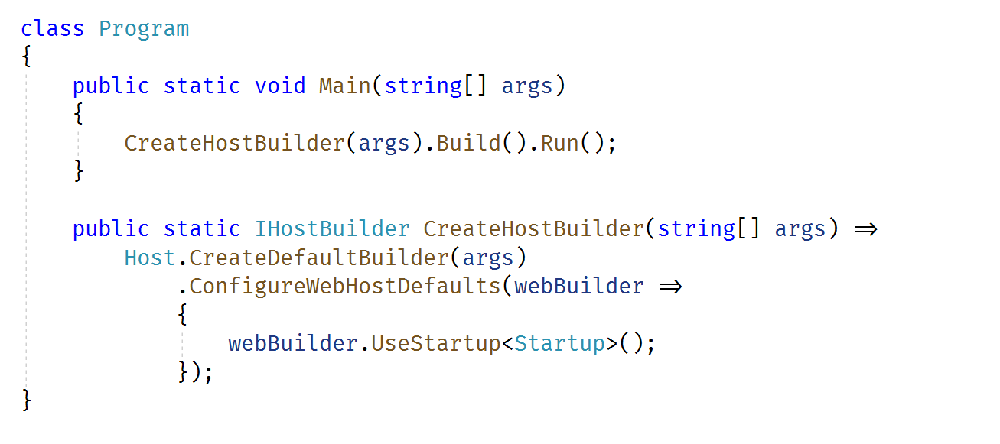 class Program
{
    public static void Main(string[] args)
    {
        CreateHostBuilder(args).Build().Run();
    }

    public static IHostBuilder CreateHostBuilder(string[] args) =>
        Host.CreateDefaultBuilder(args)
            .ConfigureWebHostDefaults(webBuilder =>
            {
                webBuilder.UseStartup<Startup>();
            });
}